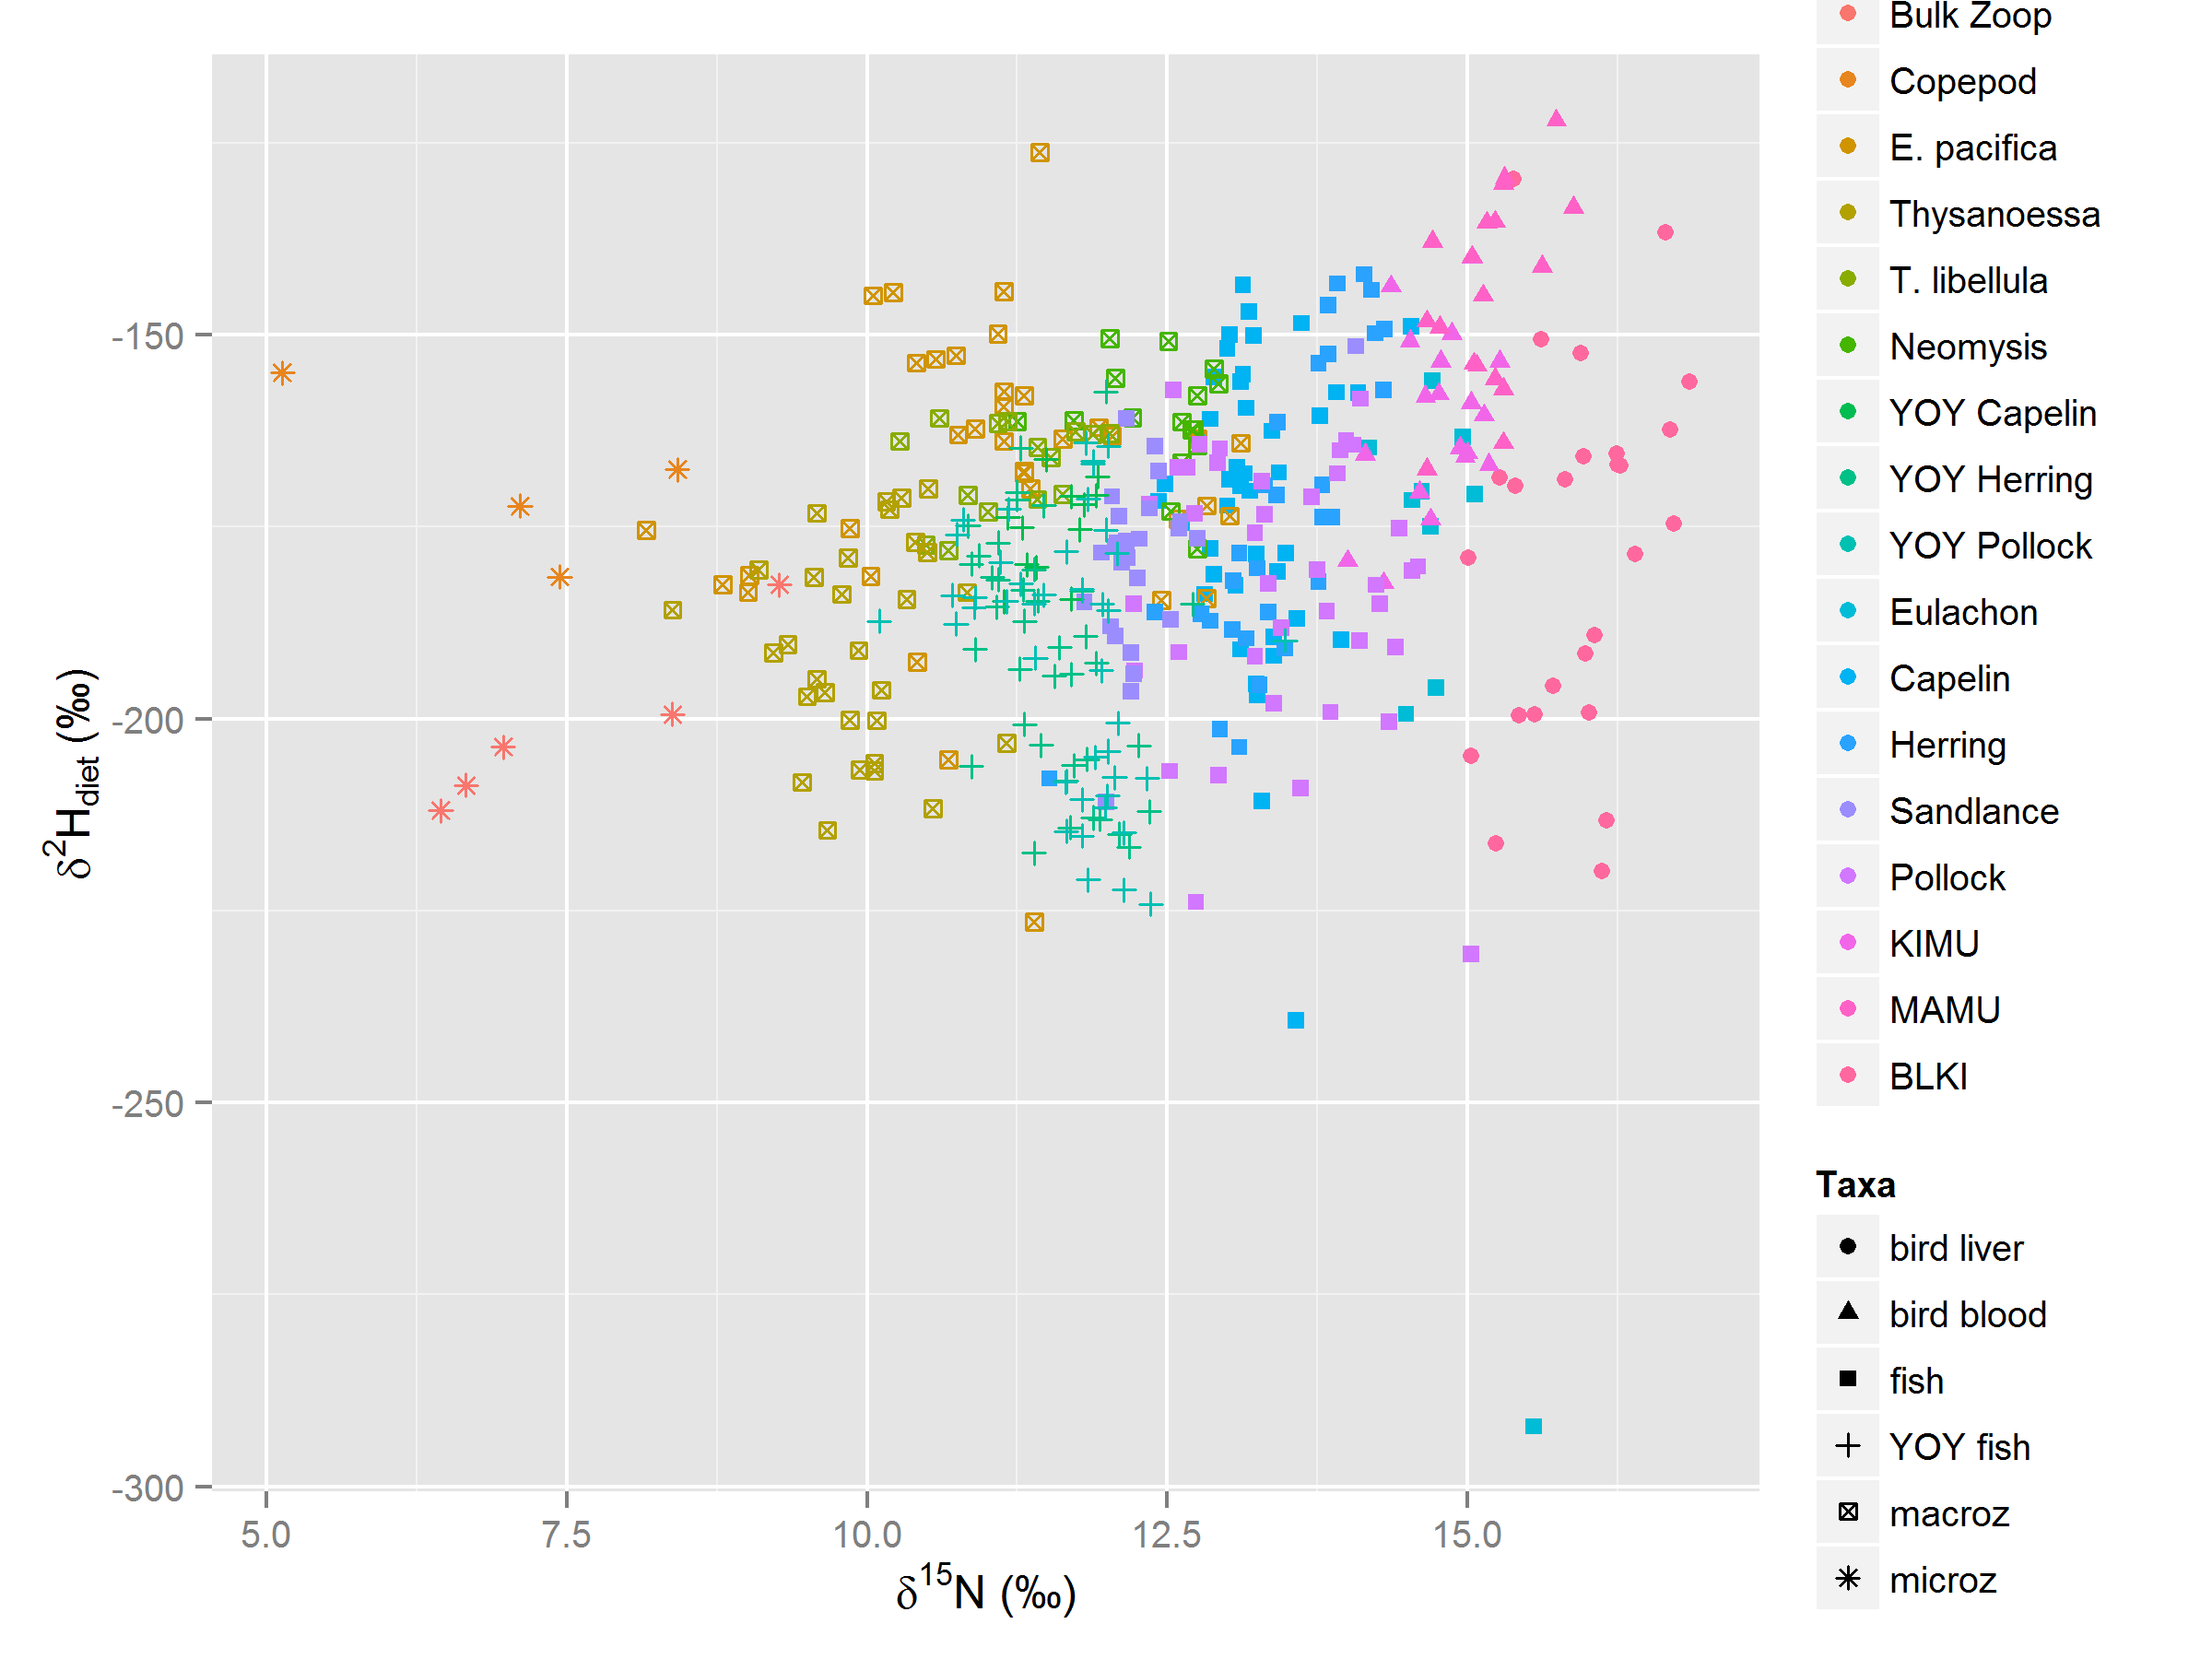 Bulk Zoop
Copepod
E. pacifica
Thysanoessa
T. libellula
Neomysis
YOY Capelin
YOY Herring
YOY Pollock
Eulachon
Capelin
Herring
Sandlance
Pollock
KIMU
MAMU
BLKI
Taxa
bird liver
bird blood
fish
YOY fish
macroz
microz
-150
-200
-250
-300
δ²H_diet (‰)
5.0 7.5 10.0 12.5 15.0
δ¹⁵N (‰)